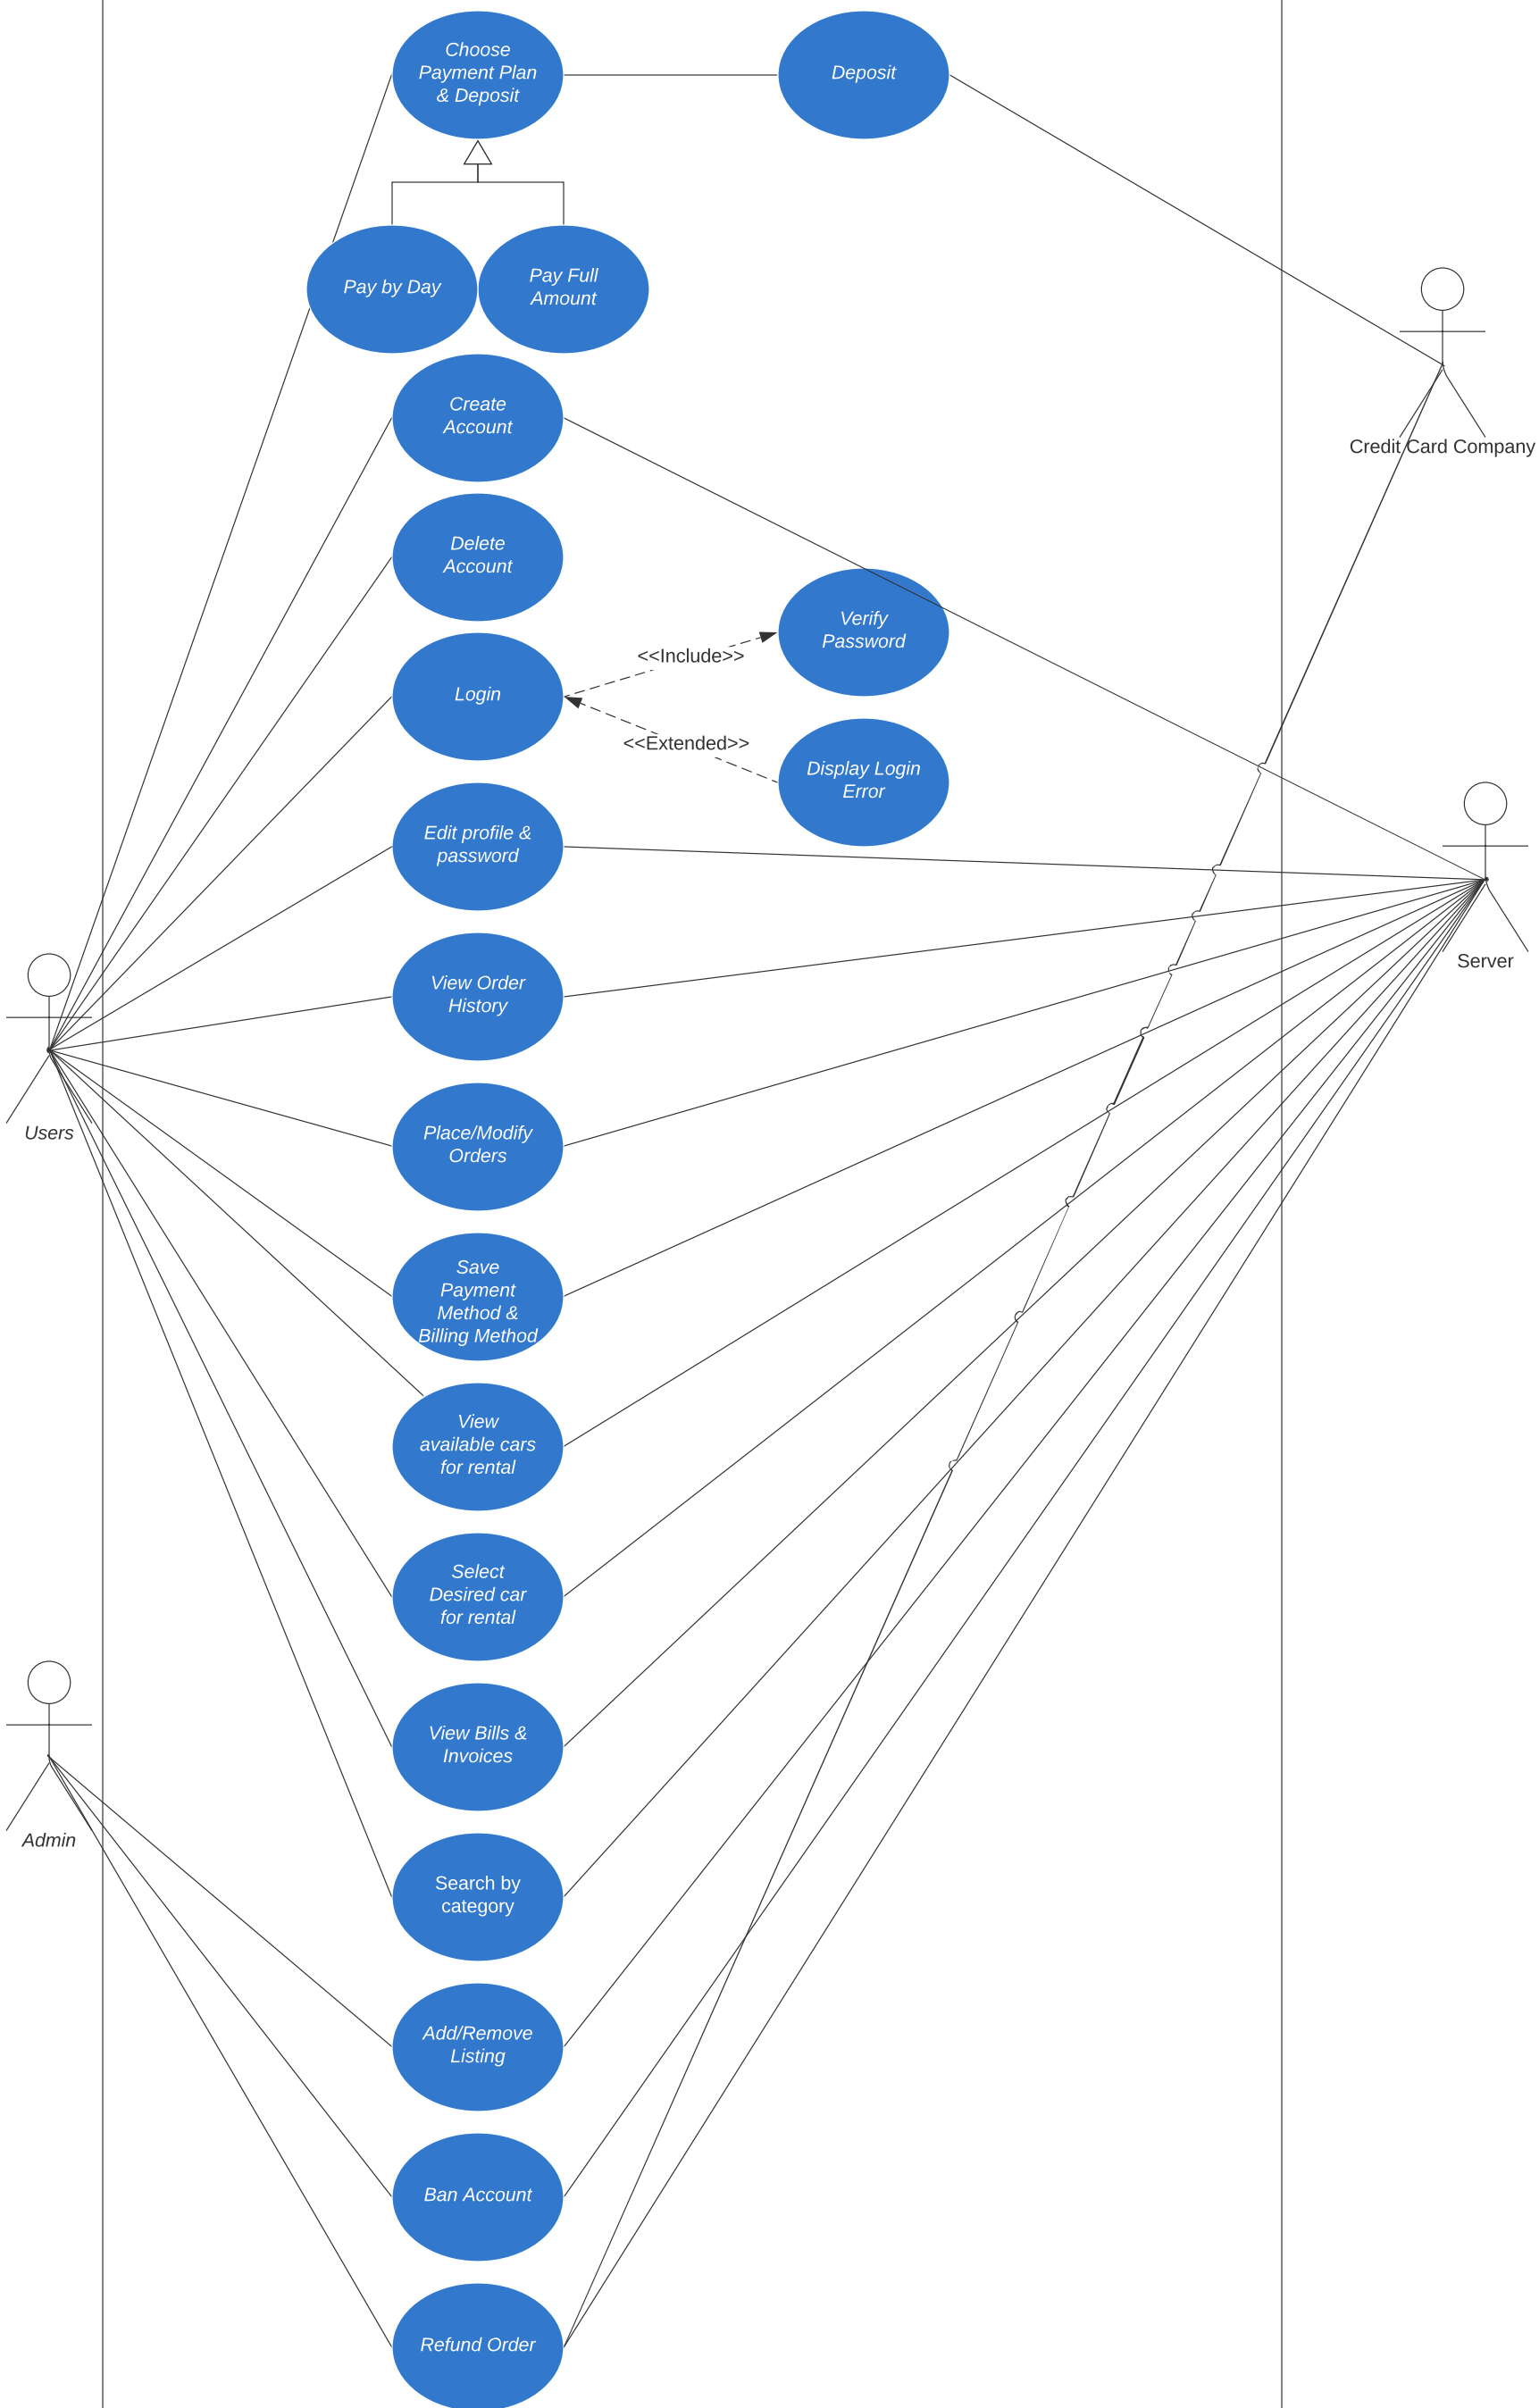 Choose
Payment Plan
& Deposit
Deposit
Pay by Day
Pay Full
Amount
Create
Account
Credit Card Company
Delete
Account
Verify
Password
<<Include>>
Login
<<Extended>>
Display Login
Error
Edit profile &
password
Server
View Order
History
Users
Place/Modify
Orders
Save
Payment
Method &
Billing Method
View
available cars
for rental
Select
Desired car
for rental
View Bills &
Invoices
Admin
Search by
category
Add/Remove
Listing
Ban Account
Refund Order